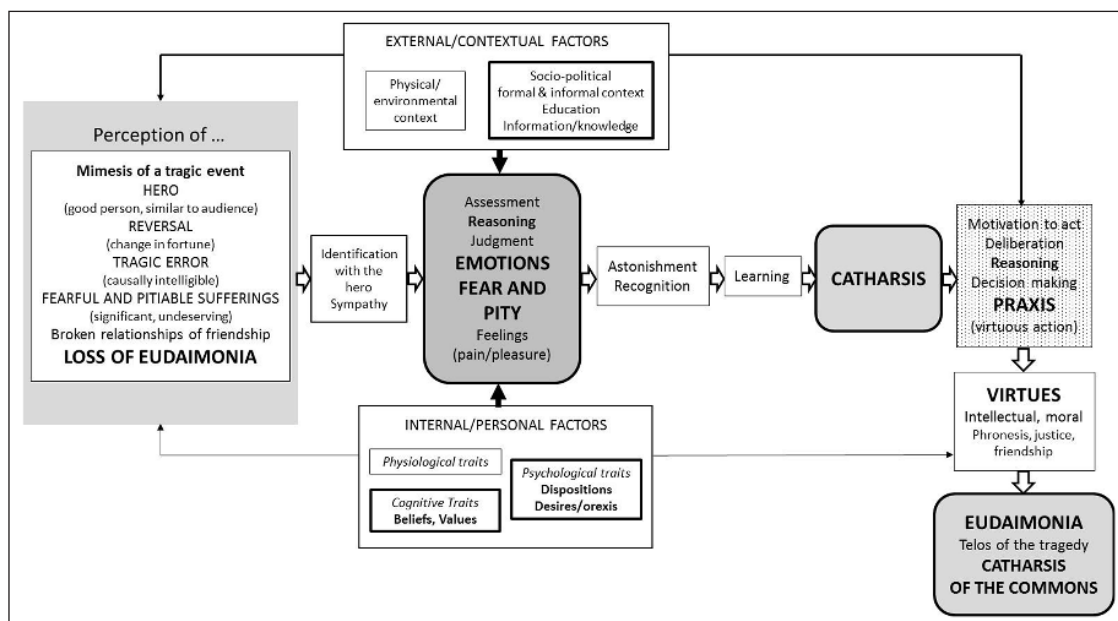 EXTERNAL/CONTEXTUAL FACTORS
Physical/
environmental
context
Socio-political
formal & informal context
Education
Information/knowledge
Perception of ...
Mimesis of a tragic event
HERO
(good person, similar to audience)
REVERSAL
(change in fortune)
TRAGIC ERROR
(causally intelligible)
FEARFUL AND PITIABLE SUFFERINGS
(significant, undeserving)
Broken relationships of friendship
LOSS OF EUDAIMONIA
Identification
with the
hero
Sympathy
Assessment
Reasoning
Judgment
EMOTIONS
FEAR AND
PITY
Feelings
(pain/pleasure)
Astonishment
Recognition
Learning
CATHARSIS
Motivation to act
Deliberation
Reasoning
Decision making
PRAXIS
(virtuous action)
VIRTUES
Intellectual, moral
Phronesis, justice,
friendship
EUDAIMONIA
Telos of the tragedy
CATHARSIS
OF THE COMMONS
INTERNAL/PERSONAL FACTORS
Physiological traits
Cognitive Traits
Beliefs, Values
Psychological traits
Dispositions
Desires/orexis